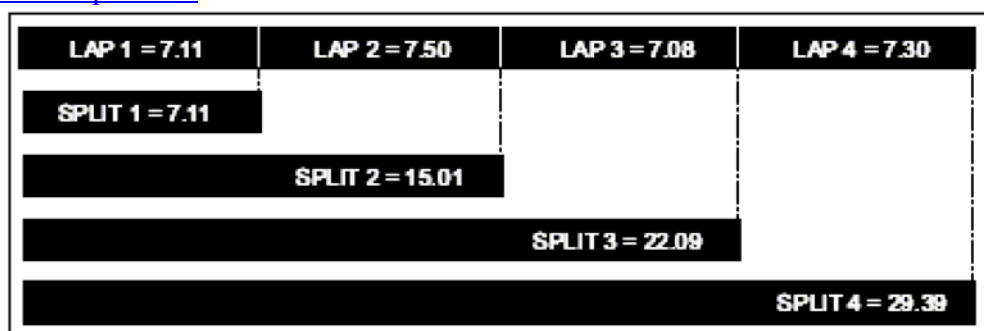 LAP 1 = 7.11 LAP 2 = 7.50 LAP 3 = 7.08 LAP 4 = 7.30
SPLIT 1 = 7.11
SPLIT 2 = 15.01
SPLIT 3 = 22.09
SPLIT 4 = 29.39